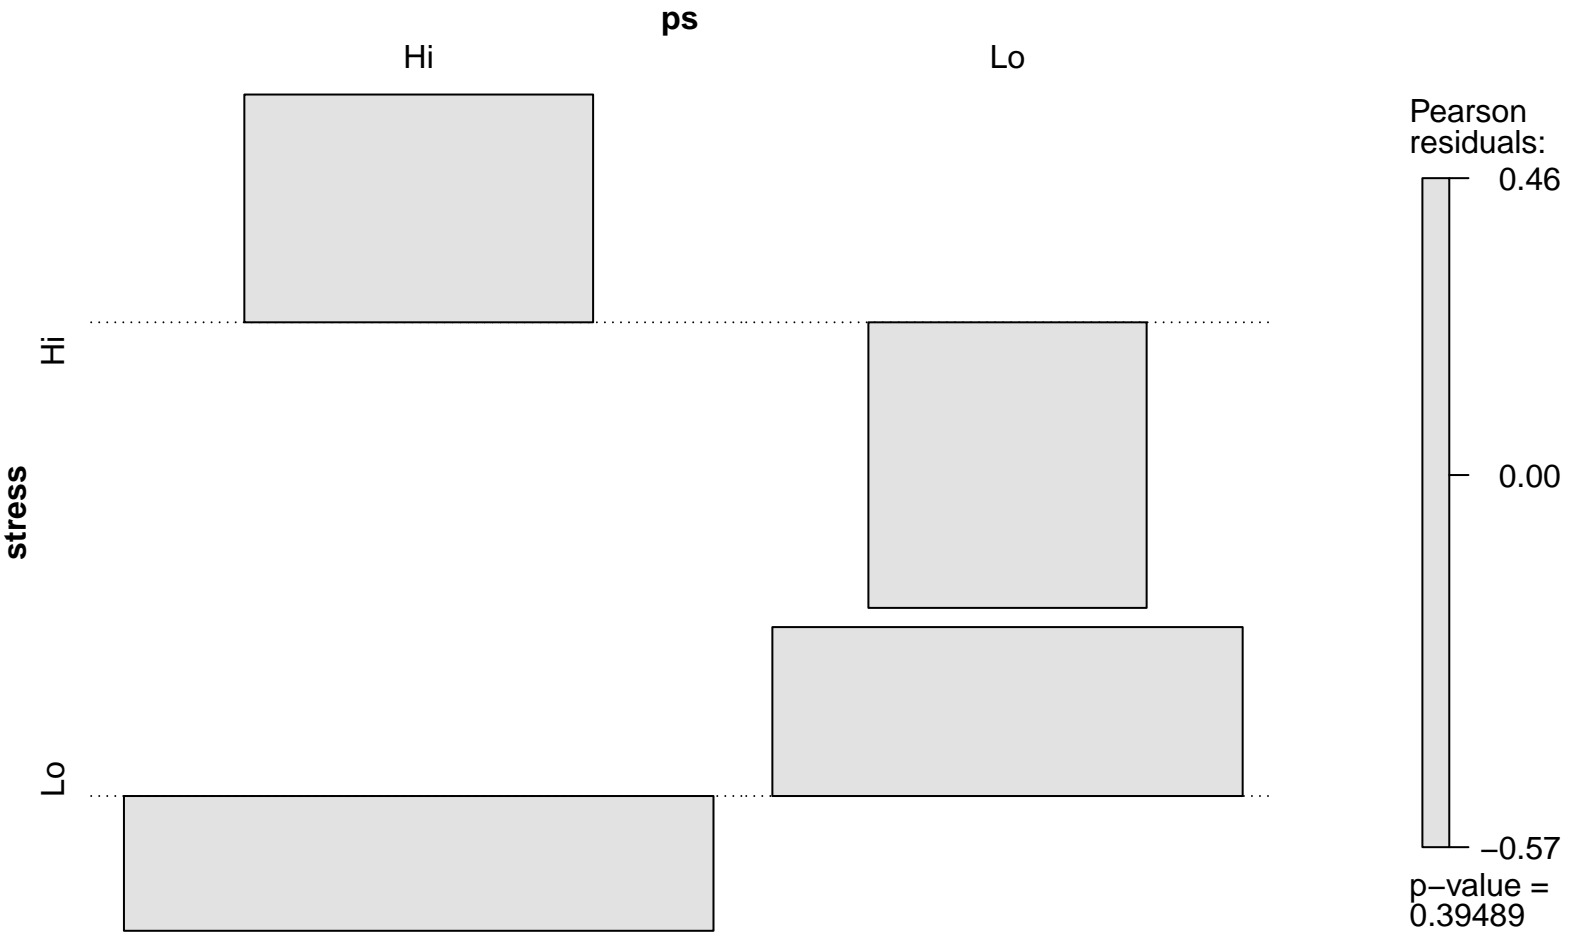 ps
Hi
Lo
Hi
stress
Lo
Pearson
residuals:
0.46
0.00
−0.57
p−value =
0.39489